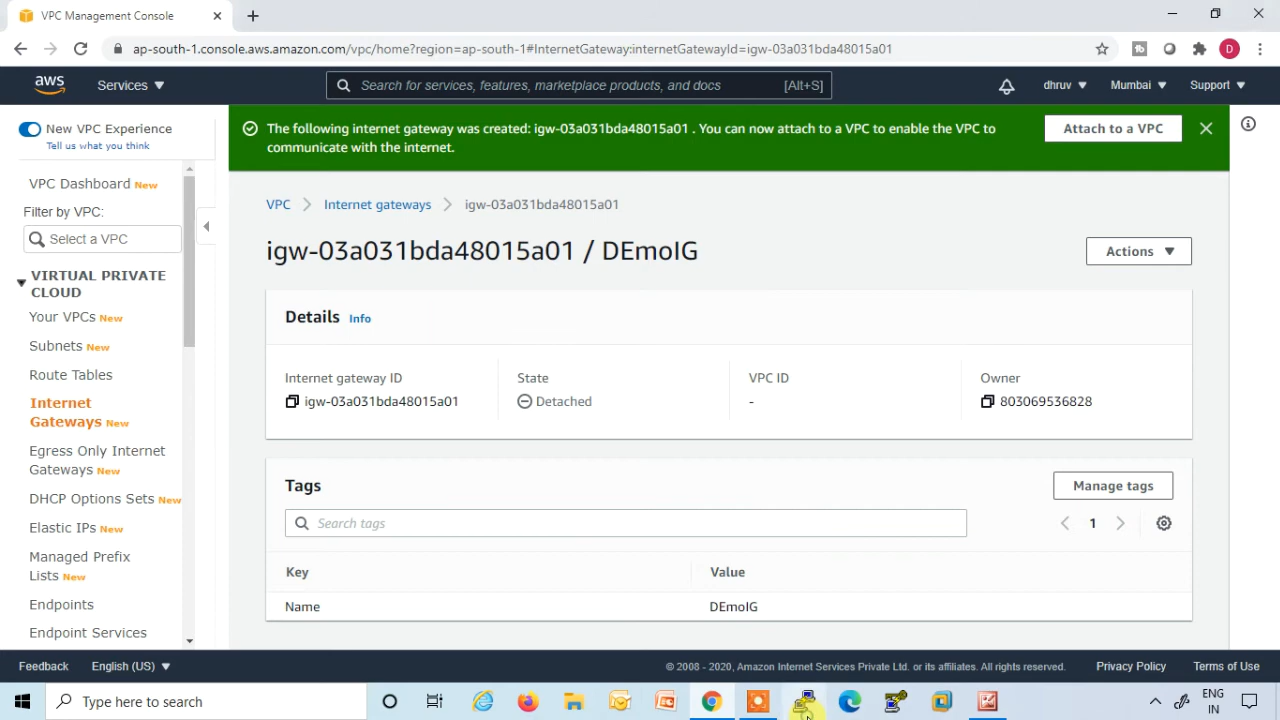 VPC Management Console
ap-south-1.console.aws.amazon.com/vpc/home?region=ap-south-1#InternetGateway:internetGatewayId=igw-03a031bda48015a01
D
aws
Services
Search for services, features, marketplace products, and docs [Alt+S]
dhruv
Mumbai
Support
New VPC Experience
Tell us what you think
The following internet gateway was created: igw-03a031bda48015a01 . You can now attach to a VPC to enable the VPC to
communicate with the internet.
Attach to a VPC
VPC Dashboard New
Filter by VPC:
Select a VPC
VIRTUAL PRIVATE
CLOUD
Your VPCs New
Subnets New
Route Tables
Internet
Gateways New
Egress Only Internet
Gateways New
DHCP Options Sets New
Elastic IPs New
Managed Prefix
Lists New
Endpoints
Endpoint Services
VPC
Internet gateways
igw-03a031bda48015a01
igw-03a031bda48015a01 / DEmoIG
Actions
Details Info
Internet gateway ID
igw-03a031bda48015a01
State
Detached
VPC ID
-
Owner
803069536828
Tags
Manage tags
Search tags
1
Key
Value
Name
DEmoIG
Feedback
English (US)
© 2008 - 2020, Amazon Internet Services Private Ltd. or its affiliates. All rights reserved.
Privacy Policy
Terms of Use
Type here to search
ENG
IN